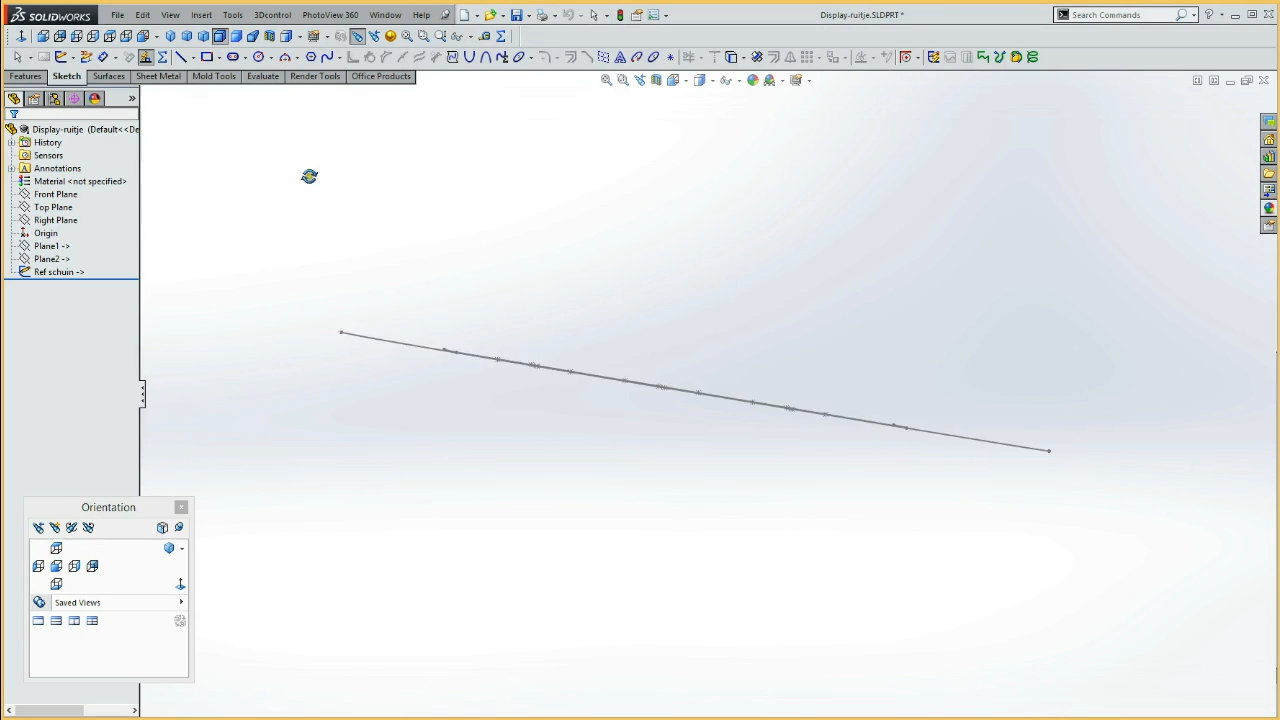 SOLIDWORKS File Edit View Insert Tools 3Dcontrol PhotoView 360 Window Help Display-ruitje.SLDPRT * Search Commands
Features Sketch Surfaces Sheet Metal Mold Tools Evaluate Render Tools Office Products
Display-ruitje (Default<<De
History
Sensors
Annotations
Material <not specified>
Front Plane
Top Plane
Right Plane
Origin
Plane1 ->
Plane2 ->
Ref schuin ->
Orientation
Saved Views